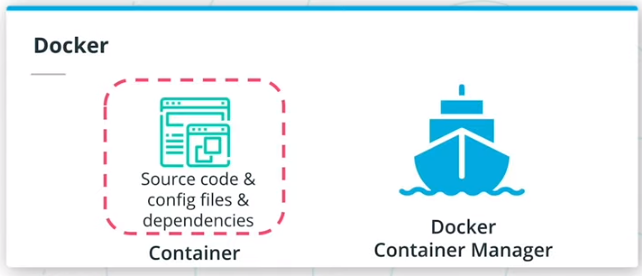 Docker
Source code &
config files &
dependencies
Container
Docker
Container Manager